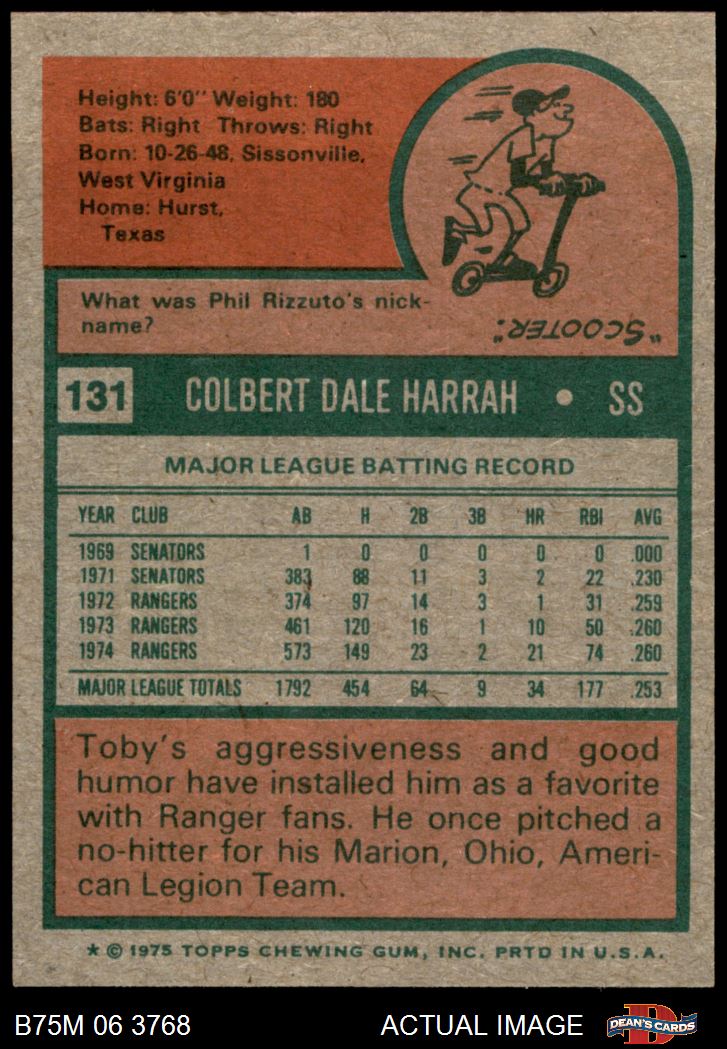 Height: 6'0" Weight: 180
Bats: Right Throws: Right
Born: 10-26-48, Sissonville,
West Virginia
Home: Hurst,
Texas
What was Phil Rizzuto's nick-
name?
"SCOOTER."
131 COLBERT DALE HARRAH • SS
MAJOR LEAGUE BATTING RECORD
YEAR CLUB AB H 2B 3B HR RBI AVG
1969 SENATORS 1 0 0 0 0 0 .000
1971 SENATORS 383 88 11 3 2 22 .230
1972 RANGERS 374 97 14 3 1 31 .259
1973 RANGERS 461 120 16 1 10 50 .260
1974 RANGERS 573 149 23 2 21 74 .260
MAJOR LEAGUE TOTALS 1792 454 64 9 34 177 .253
Toby's aggressiveness and good
humor have installed him as a favorite
with Ranger fans. He once pitched a
no-hitter for his Marion, Ohio, Ameri-
can Legion Team.
* © 1975 TOPPS CHEWING GUM, INC. PRTD IN U.S.A.
B75M 06 3768 ACTUAL IMAGE
DEAN'S CARDS